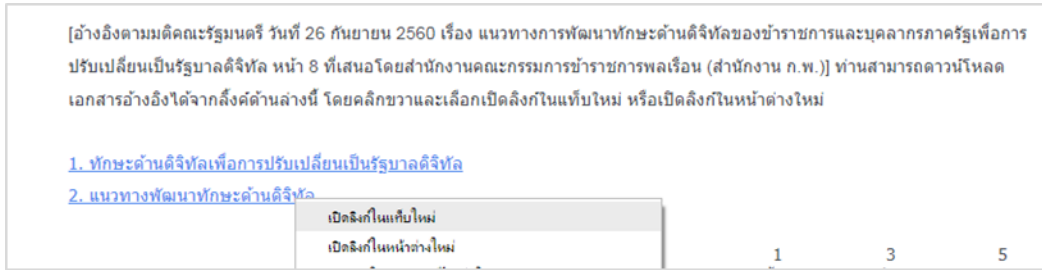 [อ้างอิงตามมติคณะรัฐมนตรี วันที่ 26 กันยายน 2560 เรื่อง แนวทางการพัฒนาทักษะด้านดิจิทัลของข้าราชการและบุคลากรภาครัฐเพื่อการ
ปรับเปลี่ยนเป็นรัฐบาลดิจิทัล หน้า 8 ที่เสนอโดยสำนักงานคณะกรรมการข้าราชการพลเรือน (สำนักงาน ก.พ.)] ท่านสามารถดาวน์โหลด
เอกสารอ้างอิงได้จากลิ้งค์ด้านล่างนี้ โดยคลิกขวาและเลือกเปิดลิงก์ในแท็บใหม่ หรือเปิดลิงก์ในหน้าต่างใหม่
1. ทักษะด้านดิจิทัลเพื่อการปรับเปลี่ยนเป็นรัฐบาลดิจิทัล
2. แนวทางพัฒนาทักษะด้านดิจิทัล
เปิดลิงก์ในแท็บใหม่
เปิดลิงก์ในหน้าต่างใหม่
1 3 5